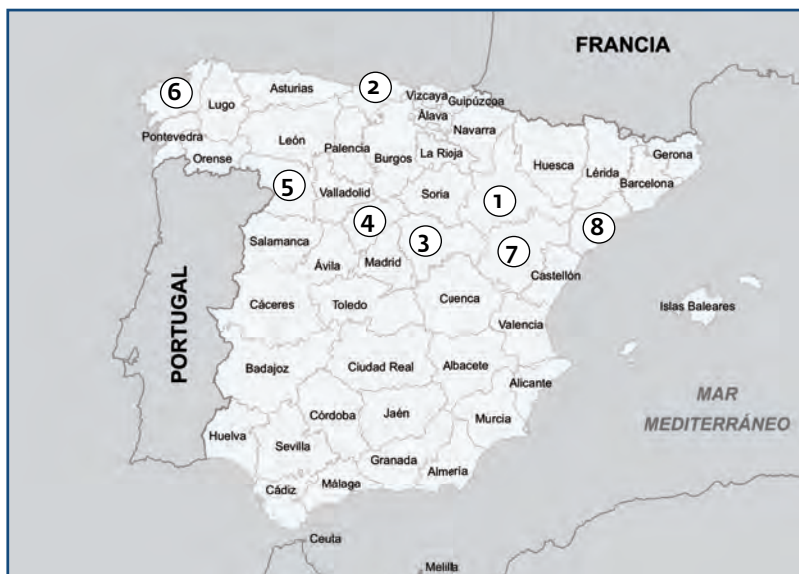 FRANCIA
6
Asturias
2
Vizcaya
Guipúzcoa
Lugo
Álava
Pontevedra
León
Navarra
Palencia
Burgos
La Rioja
Orense
Huesca
Lérida
Gerona
Barcelona
5
Valladolid
Soria
1
4
3
7
8
Salamanca
Ávila
Madrid
Castellón
Cáceres
Toledo
Cuenca
Islas Baleares
Valencia
PORTUGAL
Badajoz
Ciudad Real
Albacete
Alicante
MAR
MEDITERRÁNEO
Córdoba
Jaén
Murcia
Huelva
Sevilla
Granada
Almería
Cádiz
Málaga
Ceuta
Melilla